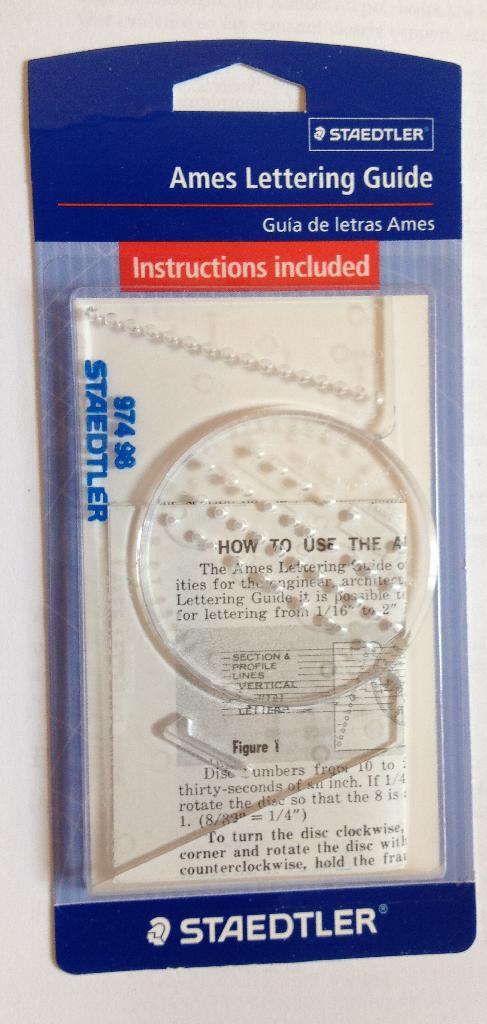 STAEDTLER®
Ames Lettering Guide
Guía de letras Ames
Instructions included
974 98
STAEDTLER
HOW TO USE THE A
The Ames Lettering Guide o
ities for the engineer, architect
Lettering Guide it is possible to
for lettering from 1/16" to 2"
SECTION &
PROFILE
LINES
VERTICAL
LETTER
Figure 1
Disc numbers from 10 to
thirty-seconds of an inch. If 1/4
rotate the disc so that the 8 is
1. (8/32" = 1/4")
To turn the disc clockwise,
corner and rotate the disc with
counterclockwise, hold the fra
STAEDTLER®